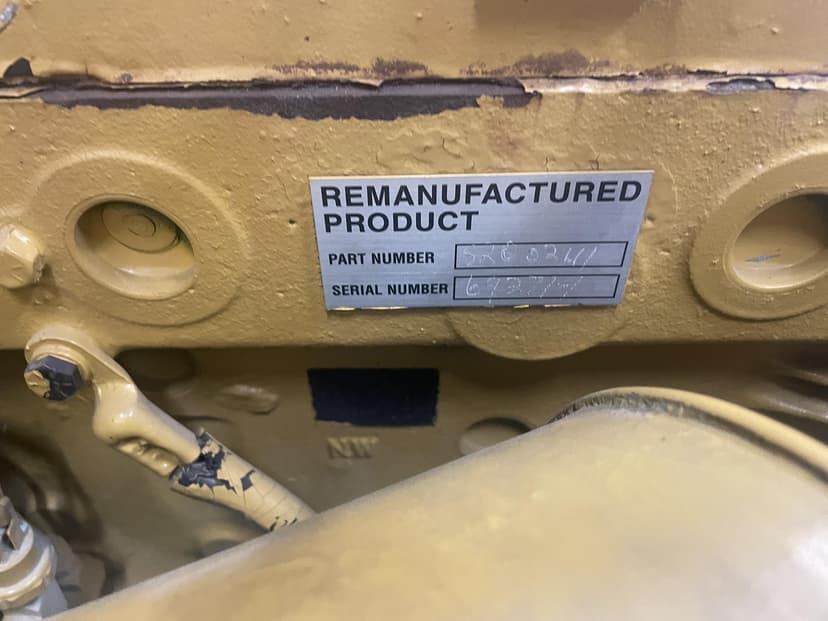 REMANUFACTURED
PRODUCT
PART NUMBER
SERIAL NUMBER
NW